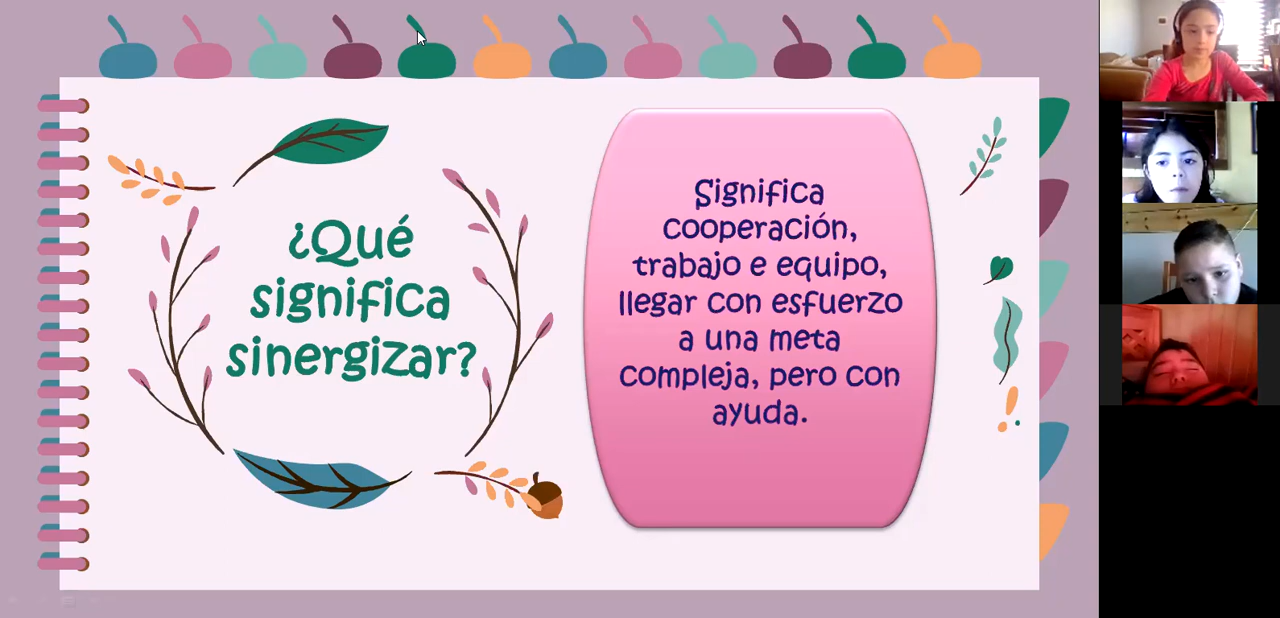 ¿Qué
significa
sinergizar?
Significa
cooperación,
trabajo e equipo,
llegar con esfuerzo
a una meta
compleja, pero con
ayuda.